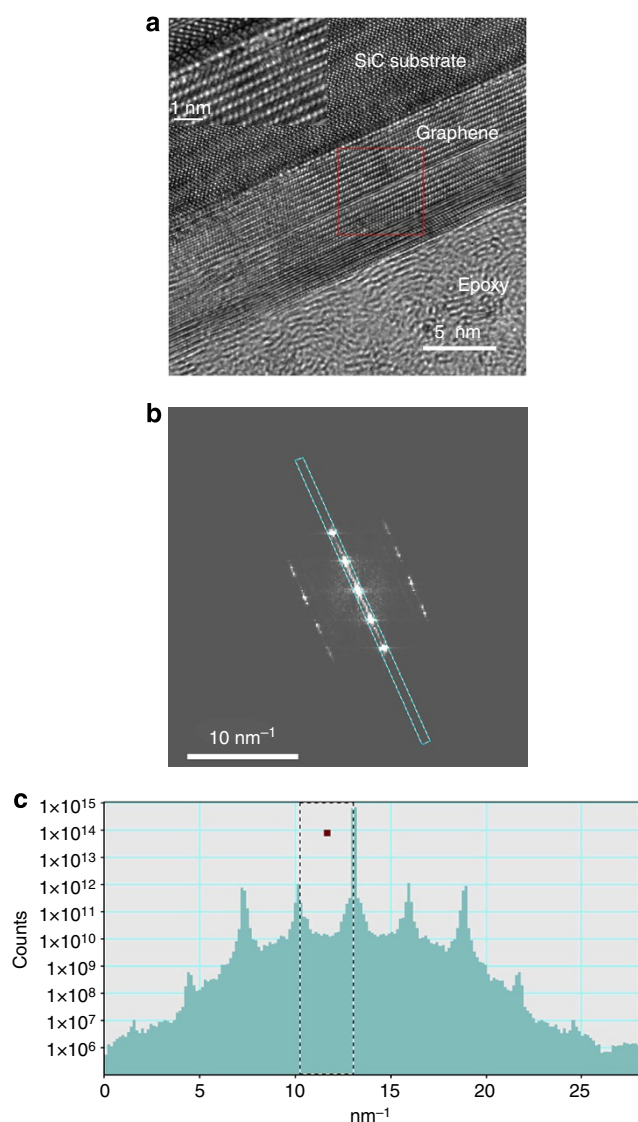 a
SiC substrate
1 nm
Graphene
Epoxy
5 nm
b
10 nm⁻¹
c
1×10¹⁵
1×10¹⁴
1×10¹³
1×10¹²
1×10¹¹
1×10¹⁰
1×10⁹
1×10⁸
1×10⁷
1×10⁶
Counts
0 5 10 15 20 25
nm⁻¹